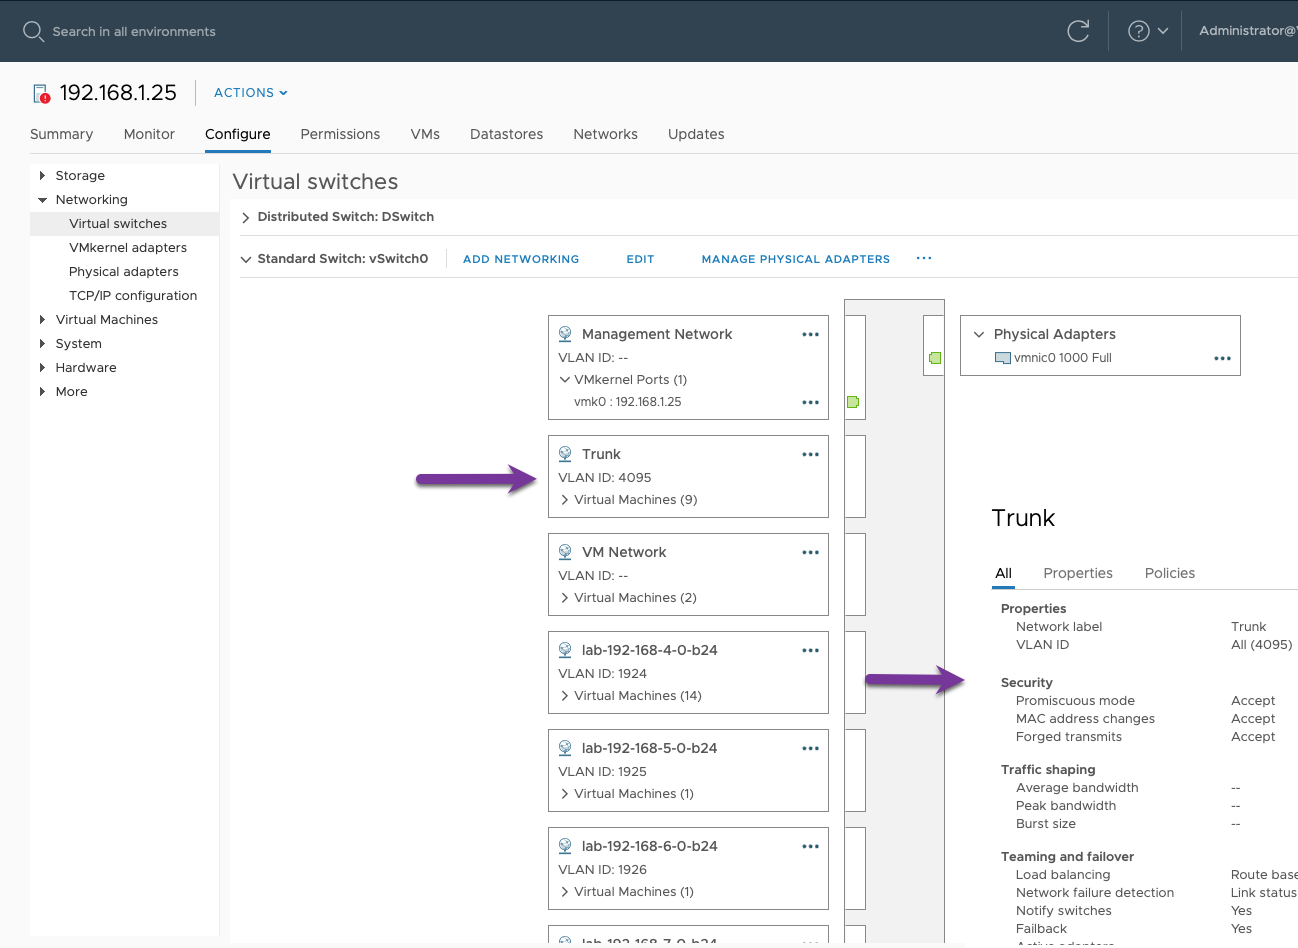 Search in all environments
Administrator@
192.168.1.25
ACTIONS
Summary Monitor Configure Permissions VMs Datastores Networks Updates
Storage
Networking
Virtual switches
VMkernel adapters
Physical adapters
TCP/IP configuration
Virtual Machines
System
Hardware
More
Virtual switches
Distributed Switch: DSwitch
Standard Switch: vSwitch0 ADD NETWORKING EDIT MANAGE PHYSICAL ADAPTERS ...
Management Network ...
VLAN ID: --
VMkernel Ports (1)
vmk0 : 192.168.1.25 ...
Trunk ...
VLAN ID: 4095
Virtual Machines (9)
VM Network ...
VLAN ID: --
Virtual Machines (2)
lab-192-168-4-0-b24 ...
VLAN ID: 1924
Virtual Machines (14)
lab-192-168-5-0-b24 ...
VLAN ID: 1925
Virtual Machines (1)
lab-192-168-6-0-b24 ...
VLAN ID: 1926
Virtual Machines (1)
lab-192-168-7-0-b24 ...
Physical Adapters
vmnic0 1000 Full ...
Trunk
All Properties Policies
Properties
Network label Trunk
VLAN ID All (4095)
Security
Promiscuous mode Accept
MAC address changes Accept
Forged transmits Accept
Traffic shaping
Average bandwidth --
Peak bandwidth --
Burst size --
Teaming and failover
Load balancing Route base
Network failure detection Link status
Notify switches Yes
Failback Yes
Active adapters